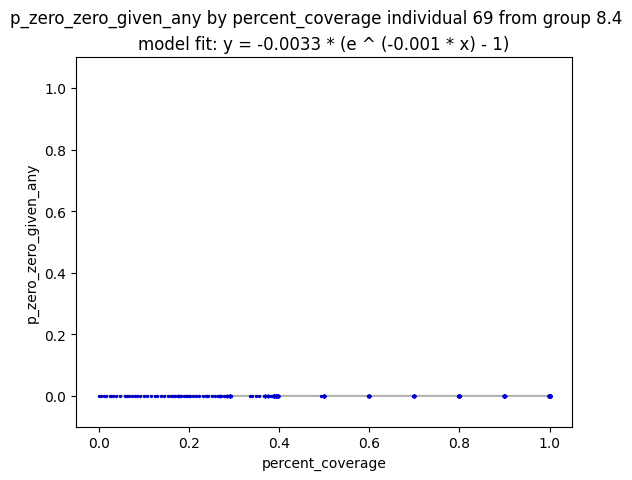 p_zero_zero_given_any by percent_coverage individual 69 from group 8.4
model fit: y = -0.0033 * (e ^ (-0.001 * x) - 1)
1.0
0.8
0.6
0.4
0.2
0.0
p_zero_zero_given_any
0.0 0.2 0.4 0.6 0.8 1.0
percent_coverage